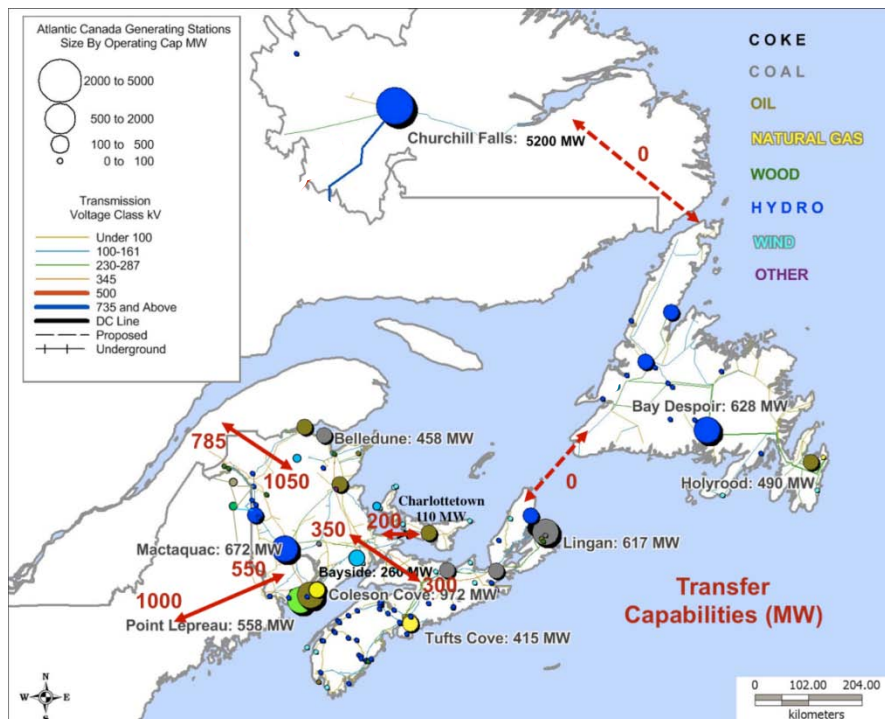 Atlantic Canada Generating Stations
Size By Operating Cap MW
2000 to 5000
500 to 2000
100 to 500
0 to 100
Transmission
Voltage Class kV
Under 100
100-161
230-287
345
500
735 and Above
DC Line
Proposed
Underground
COKE
COAL
OIL
NATURAL GAS
WOOD
HYDRO
WIND
OTHER
Churchill Falls: 5200 MW
0
Bay Despoir: 628 MW
Holyrood: 490 MW
0
785
1050
Belledune: 458 MW
Charlottetown
110 MW
200
350
300
Lingan: 617 MW
Mactaquac: 672 MW
550
1000
Bayside: 260 MW
Coleson Cove: 972 MW
Point Lepreau: 558 MW
Tufts Cove: 415 MW
Transfer
Capabilities (MW)
N
W E
S
0 102.00 204.00
kilometers